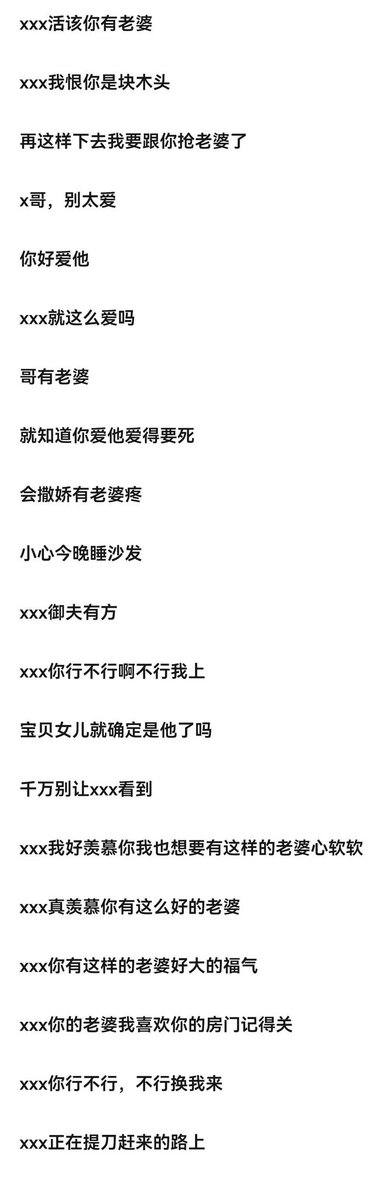 xxx活该你有老婆
xxx我恨你是块木头
再这样下去我要跟你抢老婆了
x哥，别太爱
你好爱他
xxx就这么爱吗
哥有老婆
就知道你爱他爱得要死
会撒娇有老婆疼
小心今晚睡沙发
xxx御夫有方
xxx你行不行啊不行我上
宝贝女儿就确定是他了吗
千万别让xxx看到
xxx我好羡慕你我也想要有这样的老婆心软软
xxx真羡慕你有这么好的老婆
xxx你有这样的老婆好大的福气
xxx你的老婆我喜欢你的房门记得关
xxx你行不行，不行换我来
xxx正在提刀赶来的路上